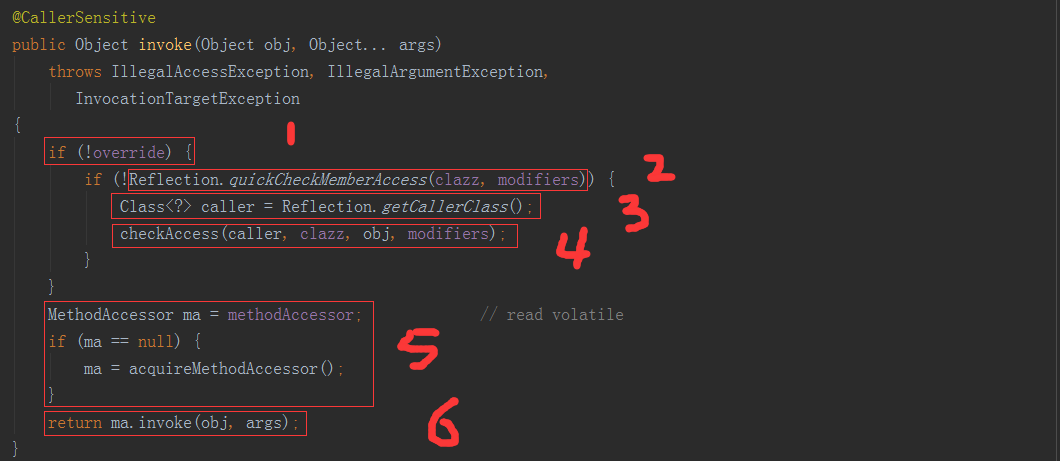 @CallerSensitive
public Object invoke(Object obj, Object... args)
throws IllegalAccessException, IllegalArgumentException,
InvocationTargetException
{
1
if (!override) {
if (!Reflection.quickCheckMemberAccess(clazz, modifiers)) {
2
Class<?> caller = Reflection.getCallerClass();
3
checkAccess(caller, clazz, obj, modifiers);
4
}
}
MethodAccessor ma = methodAccessor; // read volatile
if (ma == null) {
5
ma = acquireMethodAccessor();
}
return ma.invoke(obj, args);
6
}